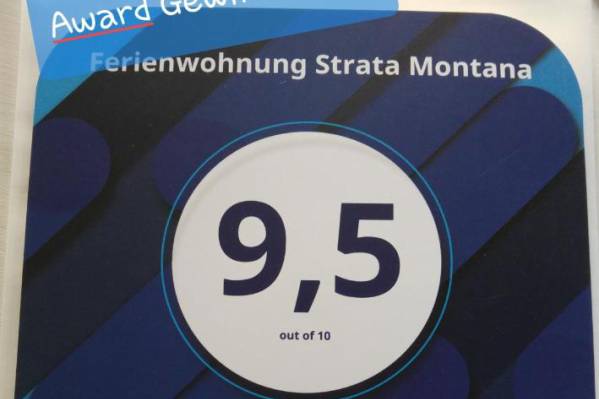 Award
Ferienwohnung Strata Montana
9,5
out of 10